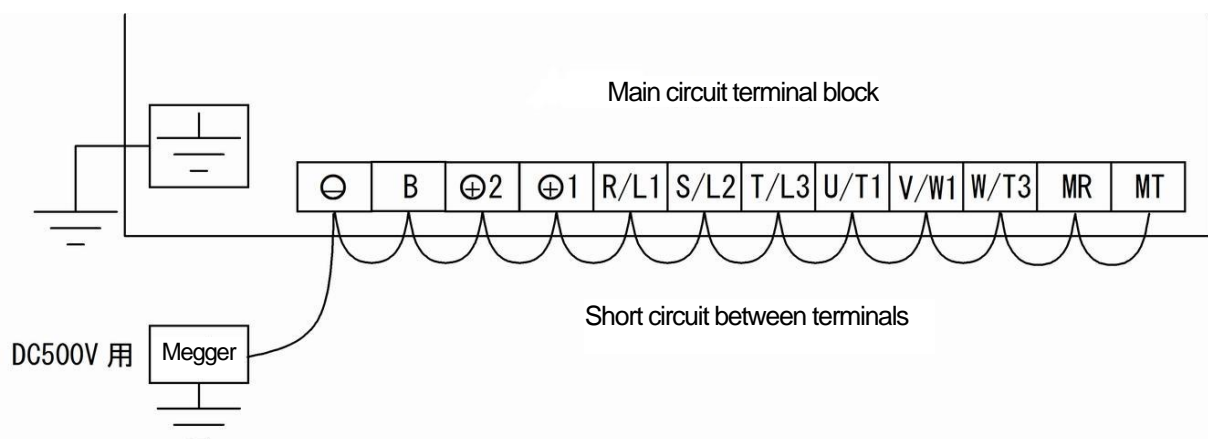 Main circuit terminal block
⊖ B ⊕2 ⊕1 R/L1 S/L2 T/L3 U/T1 V/W1 W/T3 MR MT
Short circuit between terminals
DC500V 用 Megger